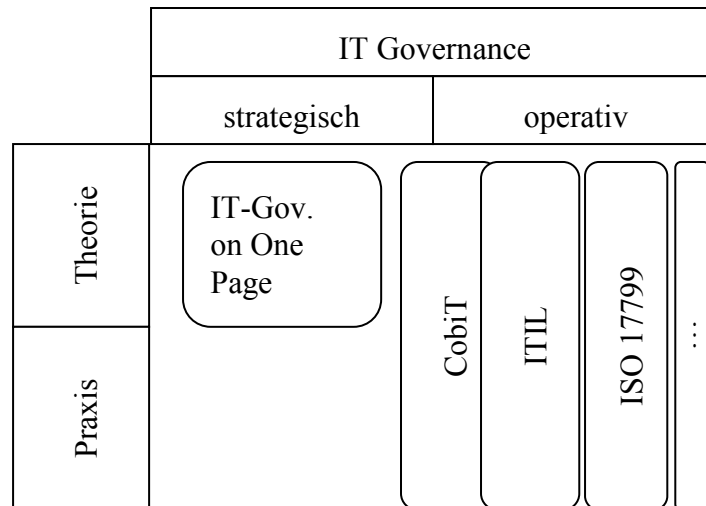 IT Governance
strategisch
operativ
Theorie
IT-Gov.
on One
Page
CobiT
ITIL
ISO 17799
...
Praxis